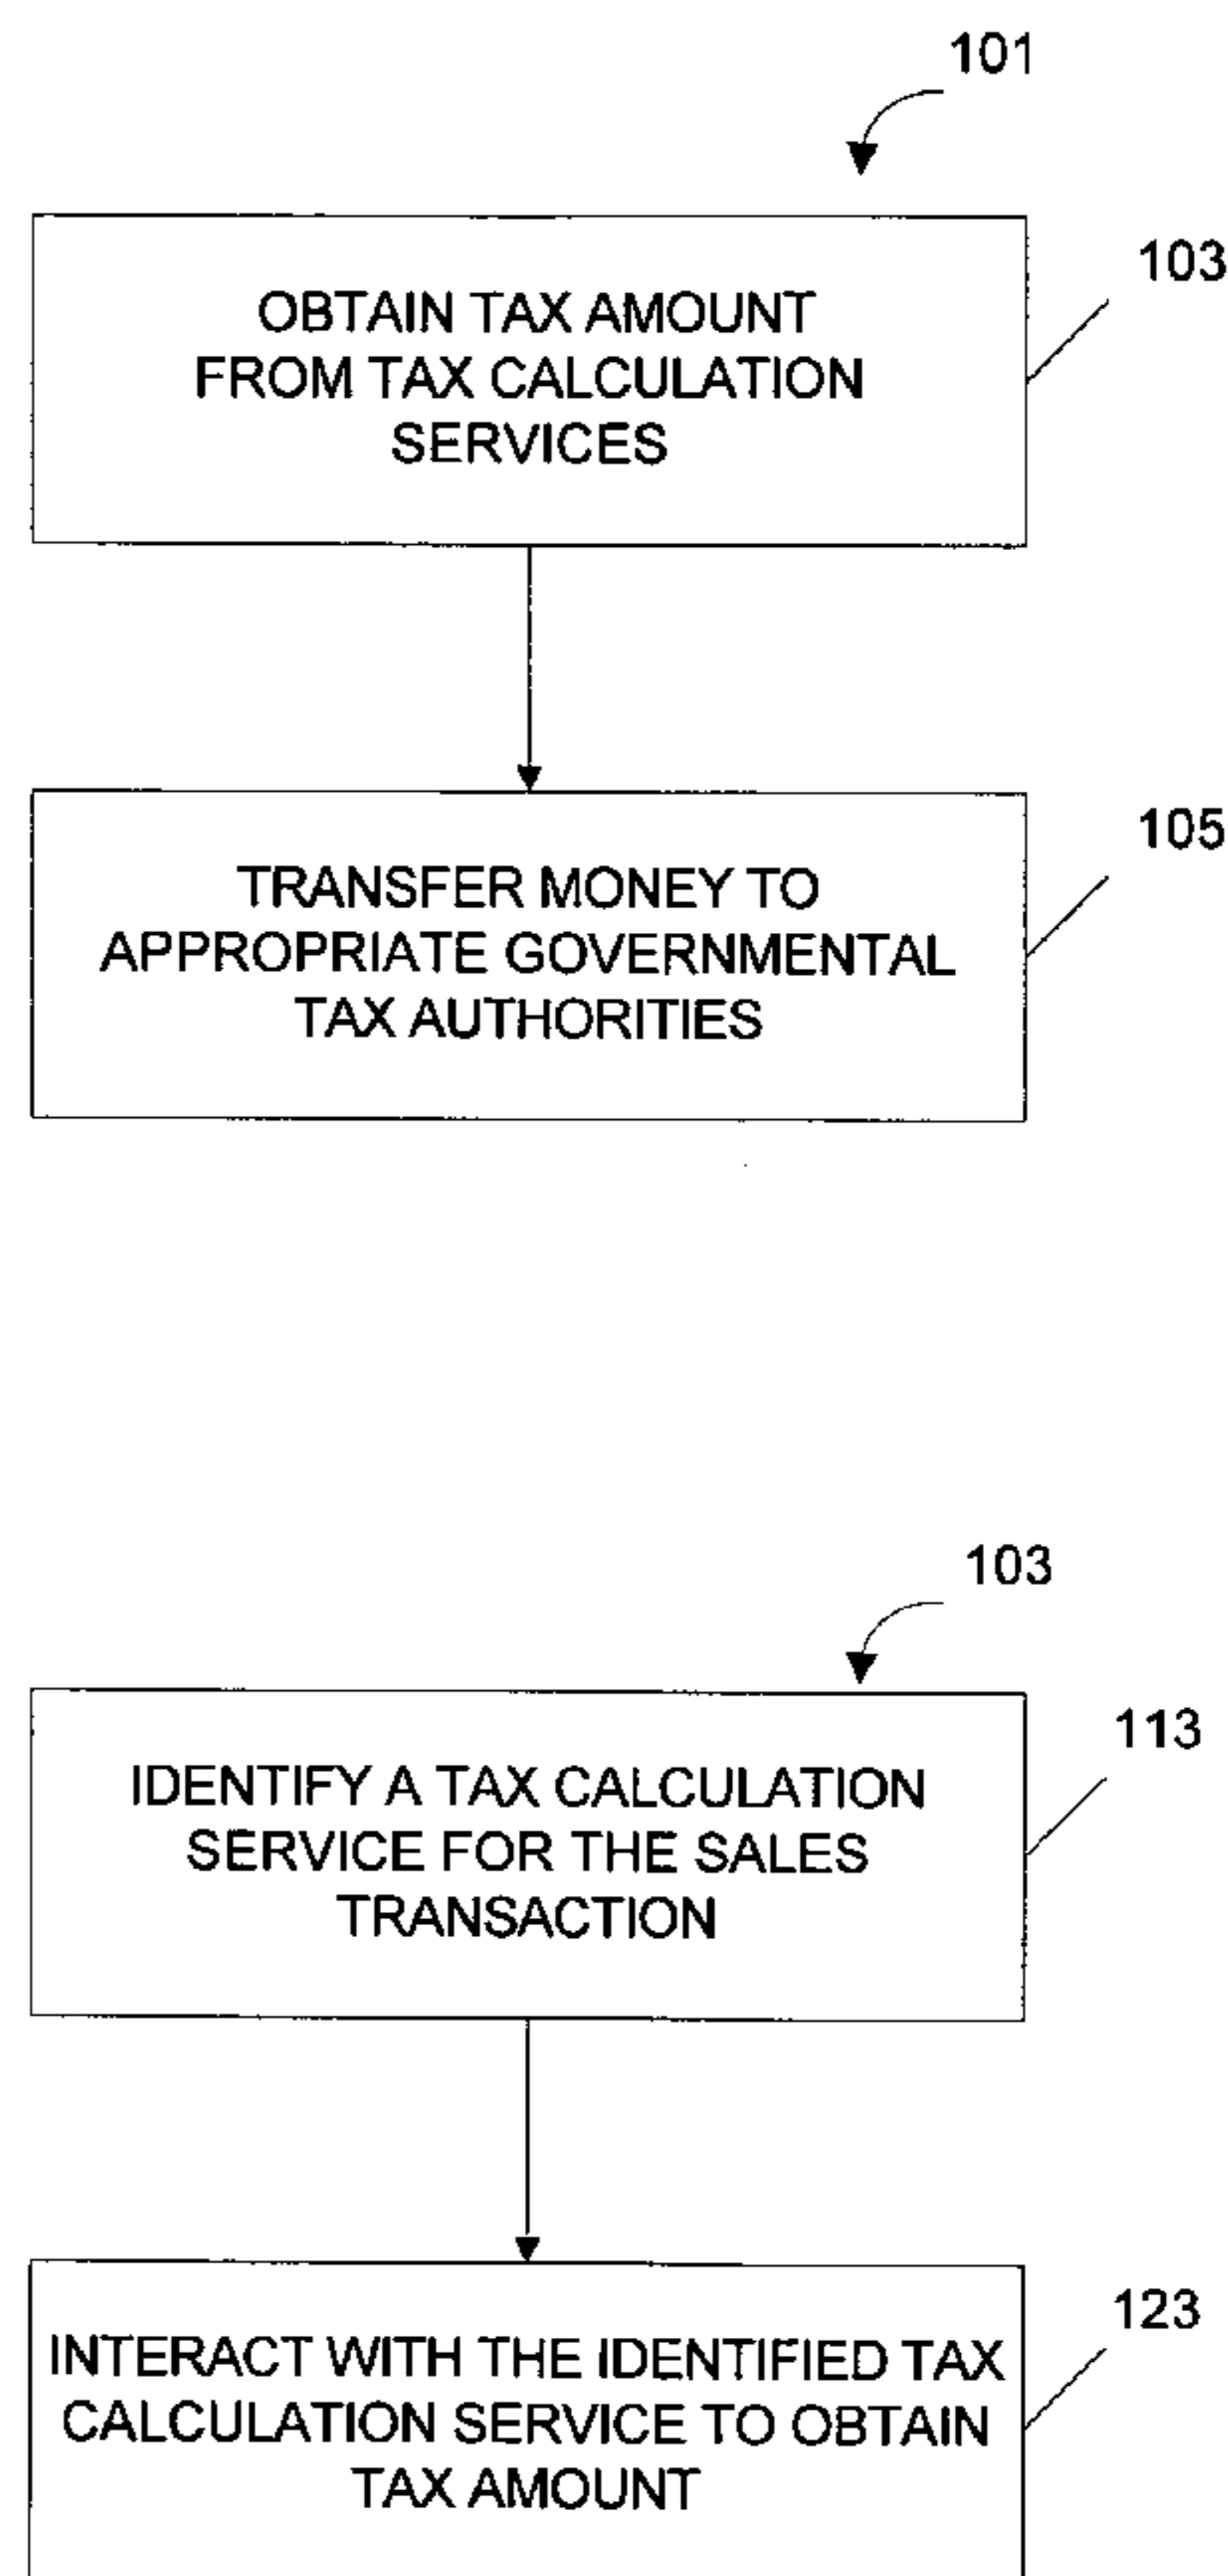 101
103
OBTAIN TAX AMOUNT
FROM TAX CALCULATION
SERVICES
105
TRANSFER MONEY TO
APPROPRIATE GOVERNMENTAL
TAX AUTHORITIES
103
113
IDENTIFY A TAX CALCULATION
SERVICE FOR THE SALES
TRANSACTION
123
INTERACT WITH THE IDENTIFIED TAX
CALCULATION SERVICE TO OBTAIN
TAX AMOUNT